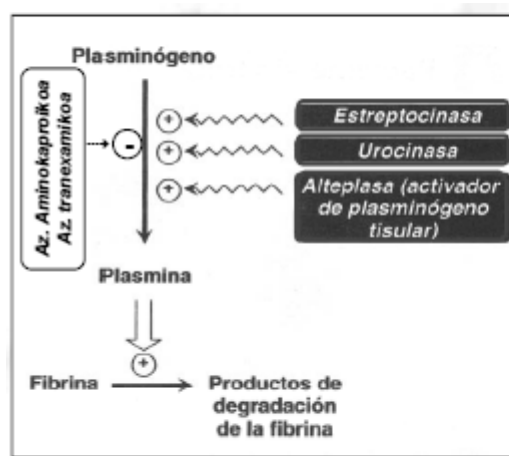 Plasminógeno
Az. Aminokaproikoa
Az. tranexamikoa
-
+
+
+
Estreptocinasa
Urocinasa
Alteplasa (activador
de plasminógeno
tisular)
Plasmina
+
Fibrina
Productos de
degradación
de la fibrina